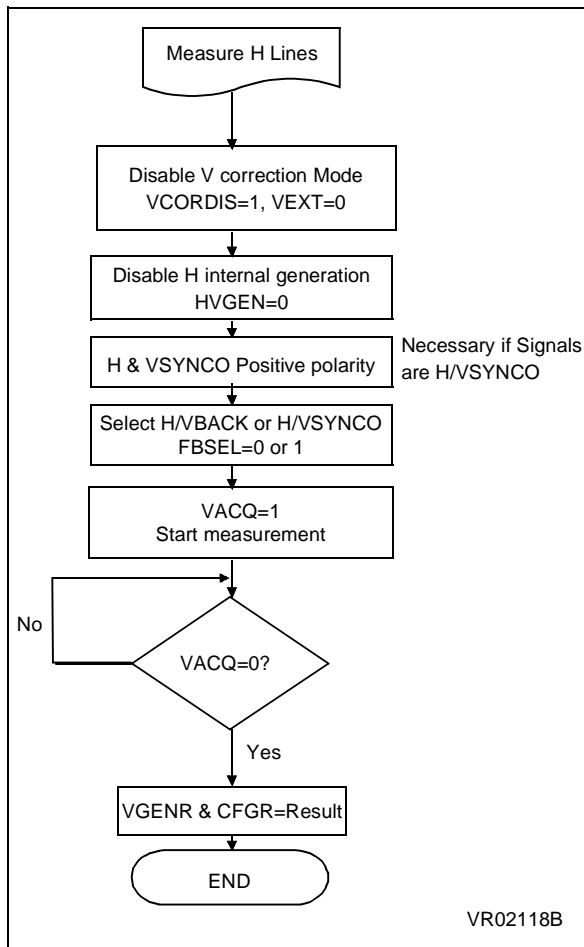 Measure H Lines
Disable V correction Mode
VCORDIS=1, VEXT=0
Disable H internal generation
HVGEN=0
H & VSYNCO Positive polarity
Necessary if Signals
are H/VSYNCO
Select H/VBACK or H/VSYNCO
FBSEL=0 or 1
VACQ=1
Start measurement
No
VACQ=0?
Yes
VGENR & CFGR=Result
END
VR02118B